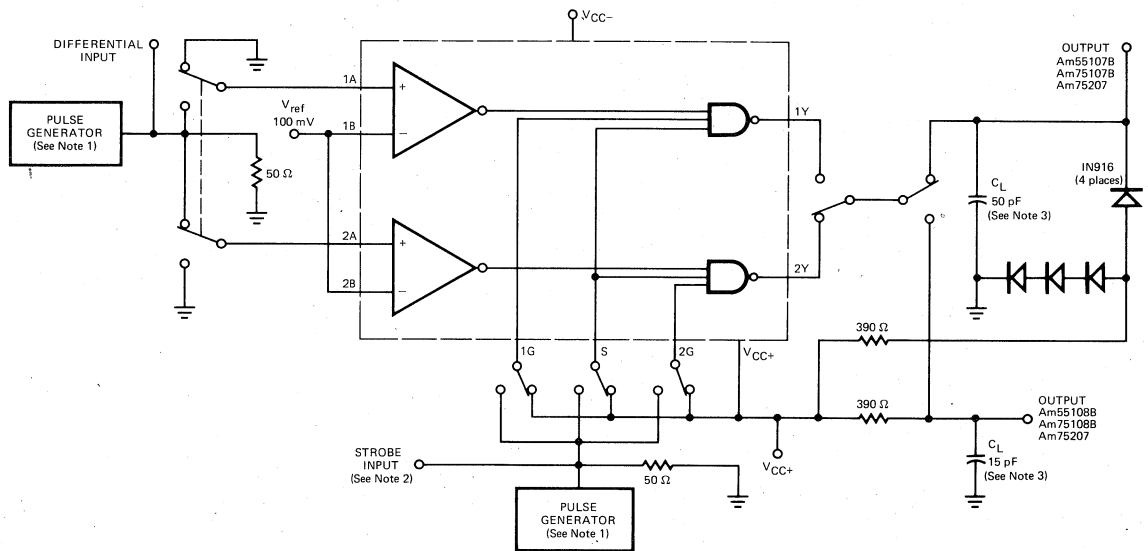 VCC-
DIFFERENTIAL
INPUT
OUTPUT
Am55107B
Am75107B
Am75207
PULSE
GENERATOR
(See Note 1)
1A
+
Vref
100 mV
1B
−
50 Ω
1Y
IN916
(4 places)
CL
50 pF
(See Note 3)
2A
+
2B
−
2Y
390 Ω
1G
S
2G
VCC+
390 Ω
OUTPUT
Am55108B
Am75108B
Am75207
STROBE
INPUT
(See Note 2)
50 Ω
VCC+
CL
15 pF
(See Note 3)
PULSE
GENERATOR
(See Note 1)